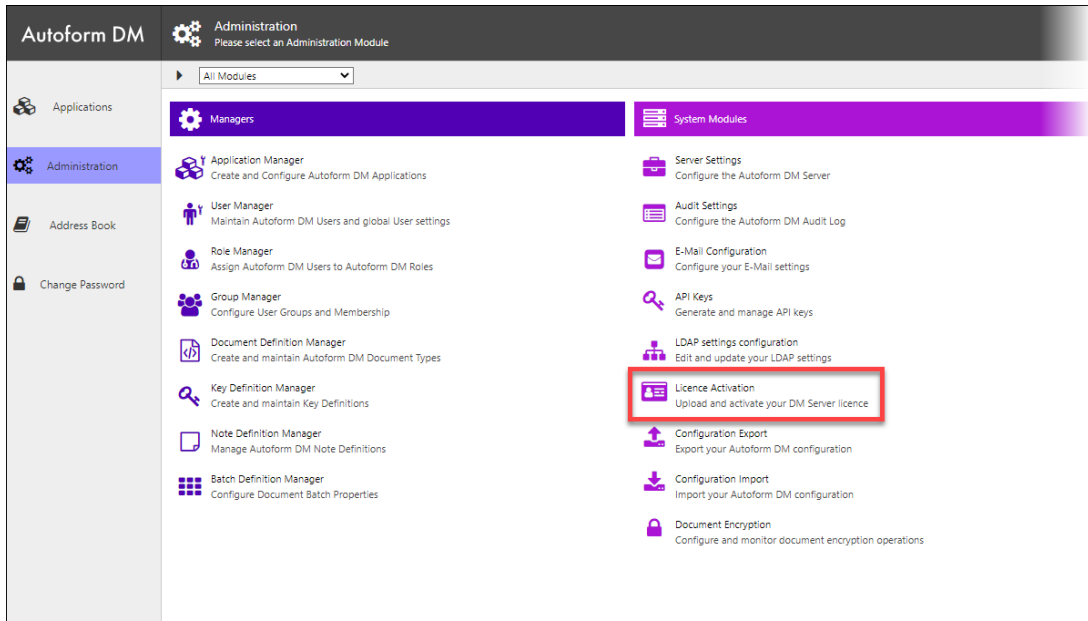 Autoform DM
Administration
Please select an Administration Module
All Modules
Applications
Administration
Address Book
Change Password
Managers
Application Manager
Create and Configure Autoform DM Applications
User Manager
Maintain Autoform DM Users and global User settings
Role Manager
Assign Autoform DM Users to Autoform DM Roles
Group Manager
Configure User Groups and Membership
Document Definition Manager
Create and maintain Autoform DM Document Types
Key Definition Manager
Create and maintain Key Definitions
Note Definition Manager
Manage Autoform DM Note Definitions
Batch Definition Manager
Configure Document Batch Properties
System Modules
Server Settings
Configure the Autoform DM Server
Audit Settings
Configure the Autoform DM Audit Log
E-Mail Configuration
Configure your E-Mail settings
API Keys
Generate and manage API keys
LDAP settings configuration
Edit and update your LDAP settings
Licence Activation
Upload and activate your DM Server licence
Configuration Export
Export your Autoform DM configuration
Configuration Import
Import your Autoform DM configuration
Document Encryption
Configure and monitor document encryption operations